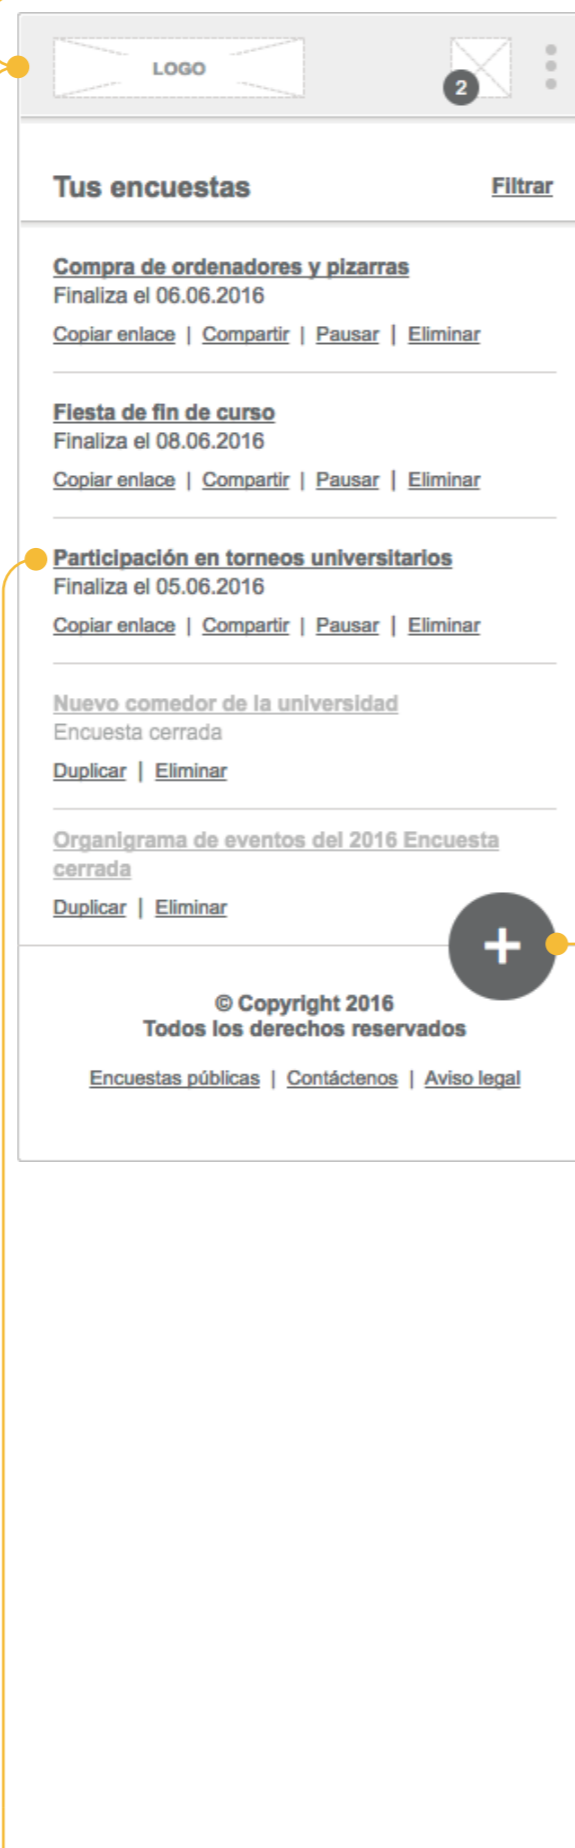 LOGO
2
Tus encuestas Filtrar
Compra de ordenadores y pizarras
Finaliza el 06.06.2016
Copiar enlace | Compartir | Pausar | Eliminar
Fiesta de fin de curso
Finaliza el 08.06.2016
Copiar enlace | Compartir | Pausar | Eliminar
Participación en torneos universitarios
Finaliza el 05.06.2016
Copiar enlace | Compartir | Pausar | Eliminar
Nuevo comedor de la universidad
Encuesta cerrada
Duplicar | Eliminar
Organigrama de eventos del 2016 Encuesta
cerrada
Duplicar | Eliminar
+
© Copyright 2016
Todos los derechos reservados
Encuestas públicas | Contáctenos | Aviso legal